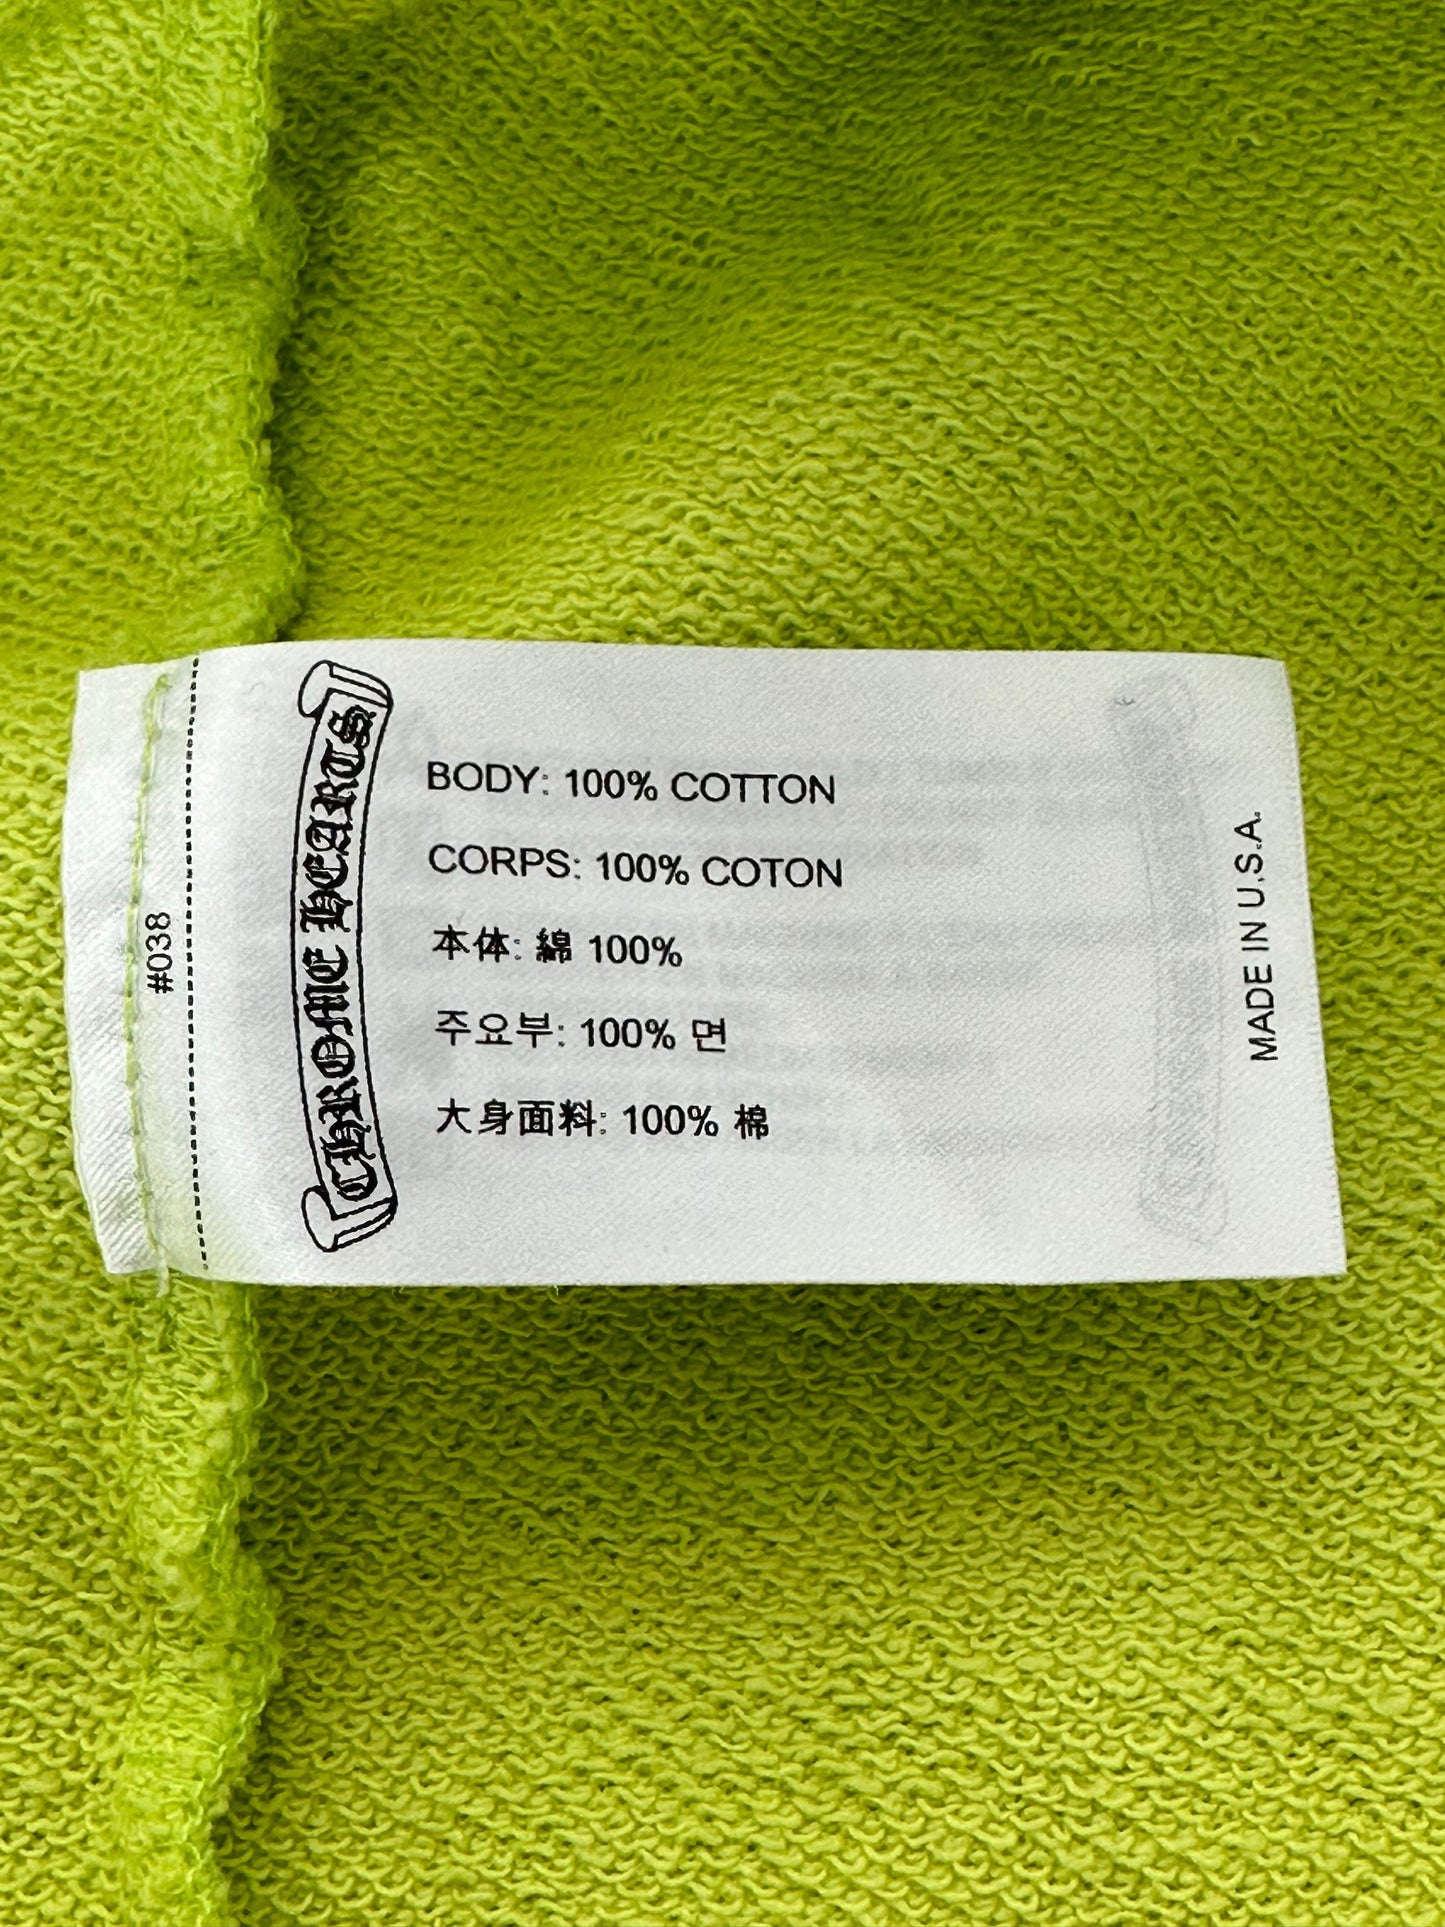 #038
CHROME HEARTS
BODY: 100% COTTON
CORPS: 100% COTON
本体: 綿 100%
주요부: 100% 면
大身面料: 100% 棉
MADE IN U.S.A.